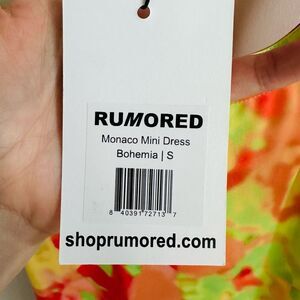 RUMORED
Monaco Mini Dress
Bohemia | S
8 40391 72713 7
shoprumored.com